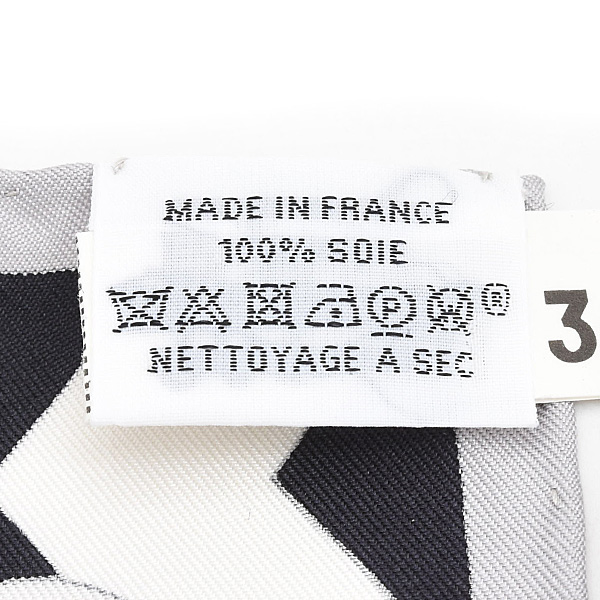 MADE IN FRANCE
100% SOIE
P W ®
NETTOYAGE A SEC
3